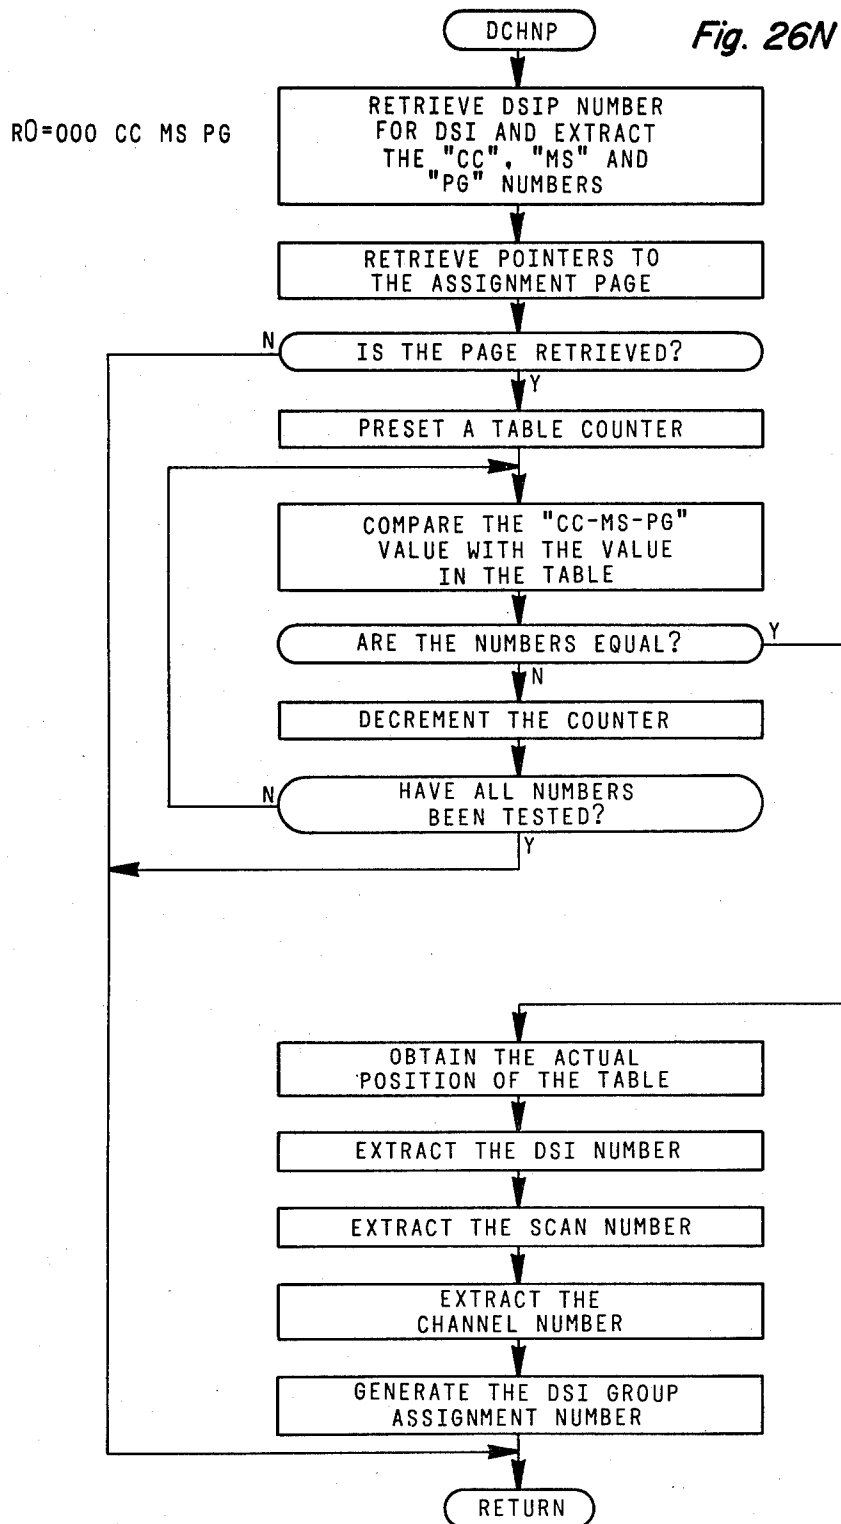 DCHNP
Fig. 26N
R0=000 CC MS PG
RETRIEVE DSIP NUMBER
FOR DSI AND EXTRACT
THE "CC", "MS" AND
"PG" NUMBERS
RETRIEVE POINTERS TO
THE ASSIGNMENT PAGE
N
IS THE PAGE RETRIEVED?
Y
PRESET A TABLE COUNTER
COMPARE THE "CC-MS-PG"
VALUE WITH THE VALUE
IN THE TABLE
ARE THE NUMBERS EQUAL?
Y
N
DECREMENT THE COUNTER
N
HAVE ALL NUMBERS
BEEN TESTED?
Y
OBTAIN THE ACTUAL
POSITION OF THE TABLE
EXTRACT THE DSI NUMBER
EXTRACT THE SCAN NUMBER
EXTRACT THE
CHANNEL NUMBER
GENERATE THE DSI GROUP
ASSIGNMENT NUMBER
RETURN